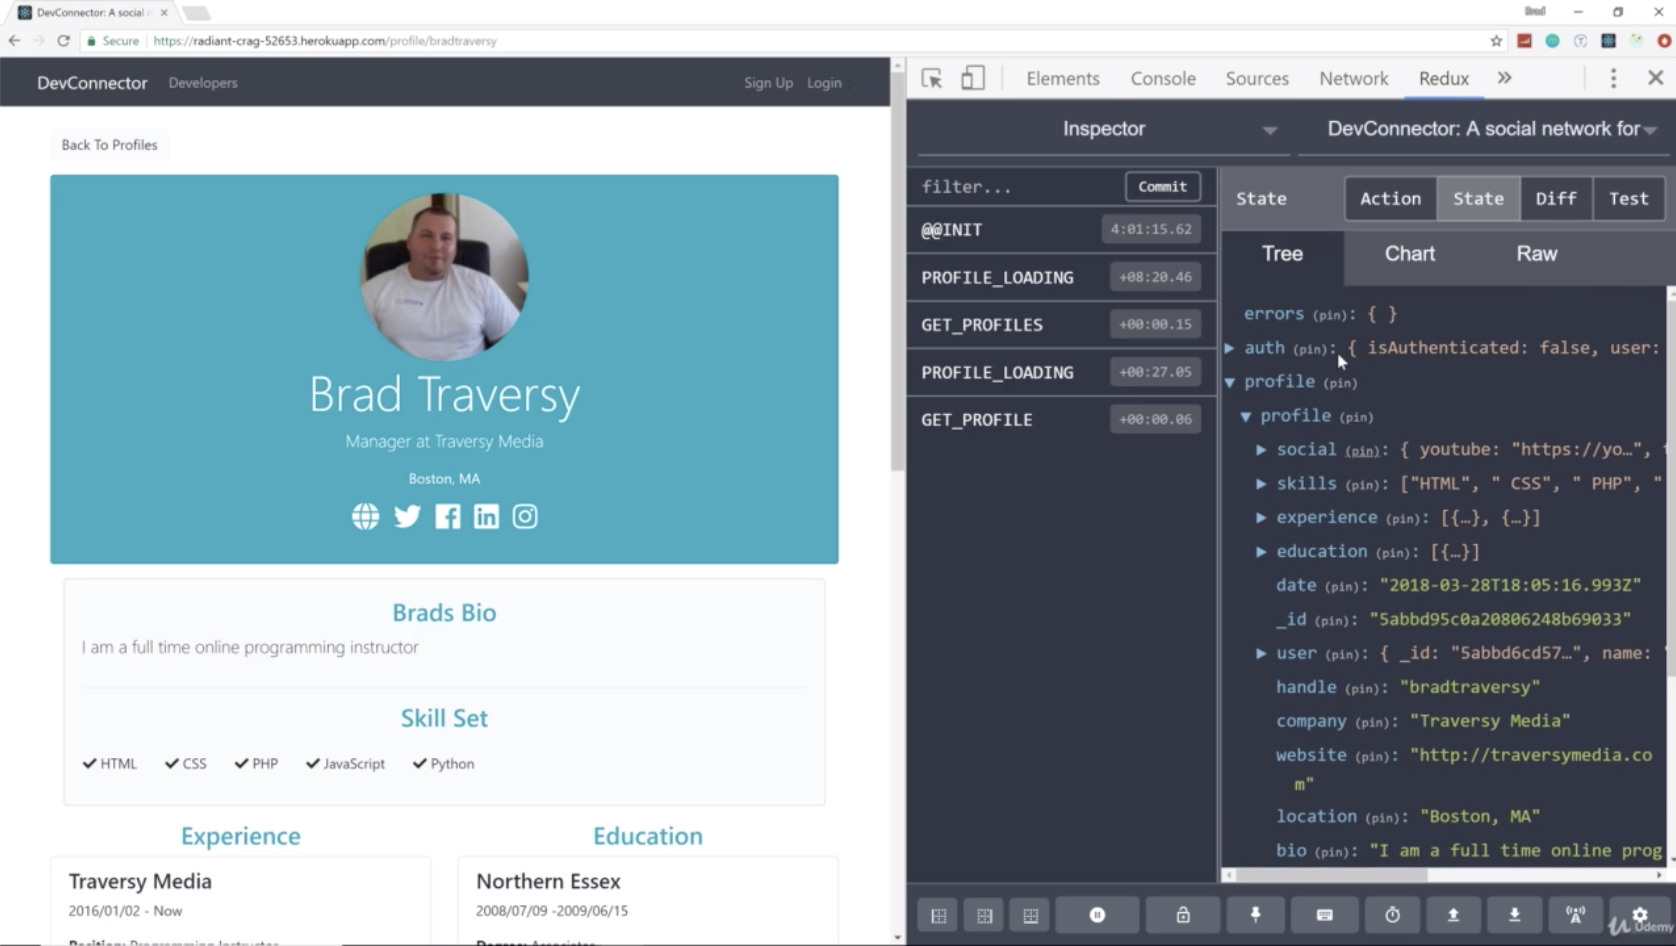 DevConnector: A social n
Brad
Secure
https://radiant-crag-52653.herokuapp.com/profile/bradtraversy
DevConnector Developers Sign Up Login
Back To Profiles
Brad Traversy
Manager at Traversy Media
Boston, MA
Brads Bio
I am a full time online programming instructor
Skill Set
HTML CSS PHP JavaScript Python
Experience Education
Traversy Media
2016/01/02 - Now
Position: Programming Instructor
Northern Essex
2008/07/09 -2009/06/15
Degree: Associates
Elements Console Sources Network Redux »
Inspector DevConnector: A social network for
filter... Commit
@@INIT 4:01:15.62
PROFILE_LOADING +08:20.46
GET_PROFILES +00:00.15
PROFILE_LOADING +00:27.05
GET_PROFILE +00:00.06
State Action State Diff Test
Tree Chart Raw
errors (pin): { }
auth (pin): { isAuthenticated: false, user:
profile (pin)
profile (pin)
social (pin): { youtube: "https://yo…",
skills (pin): ["HTML", " CSS", " PHP", "
experience (pin): [{…}, {…}]
education (pin): [{…}]
date (pin): "2018-03-28T18:05:16.993Z"
_id (pin): "5abbd95c0a20806248b69033"
user (pin): { _id: "5abbd6cd57…", name: "
handle (pin): "bradtraversy"
company (pin): "Traversy Media"
website (pin): "http://traversymedia.co
m"
location (pin): "Boston, MA"
bio (pin): "I am a full time online prog
Udemy